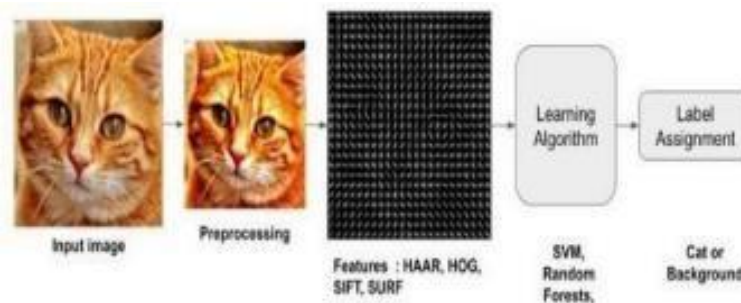 Learning
Algorithm
Label
Assignment
Input image
Preprocessing
Features : HAAR, HOG,
SIFT, SURF
SVM,
Random
Forests,
Cat or
Background